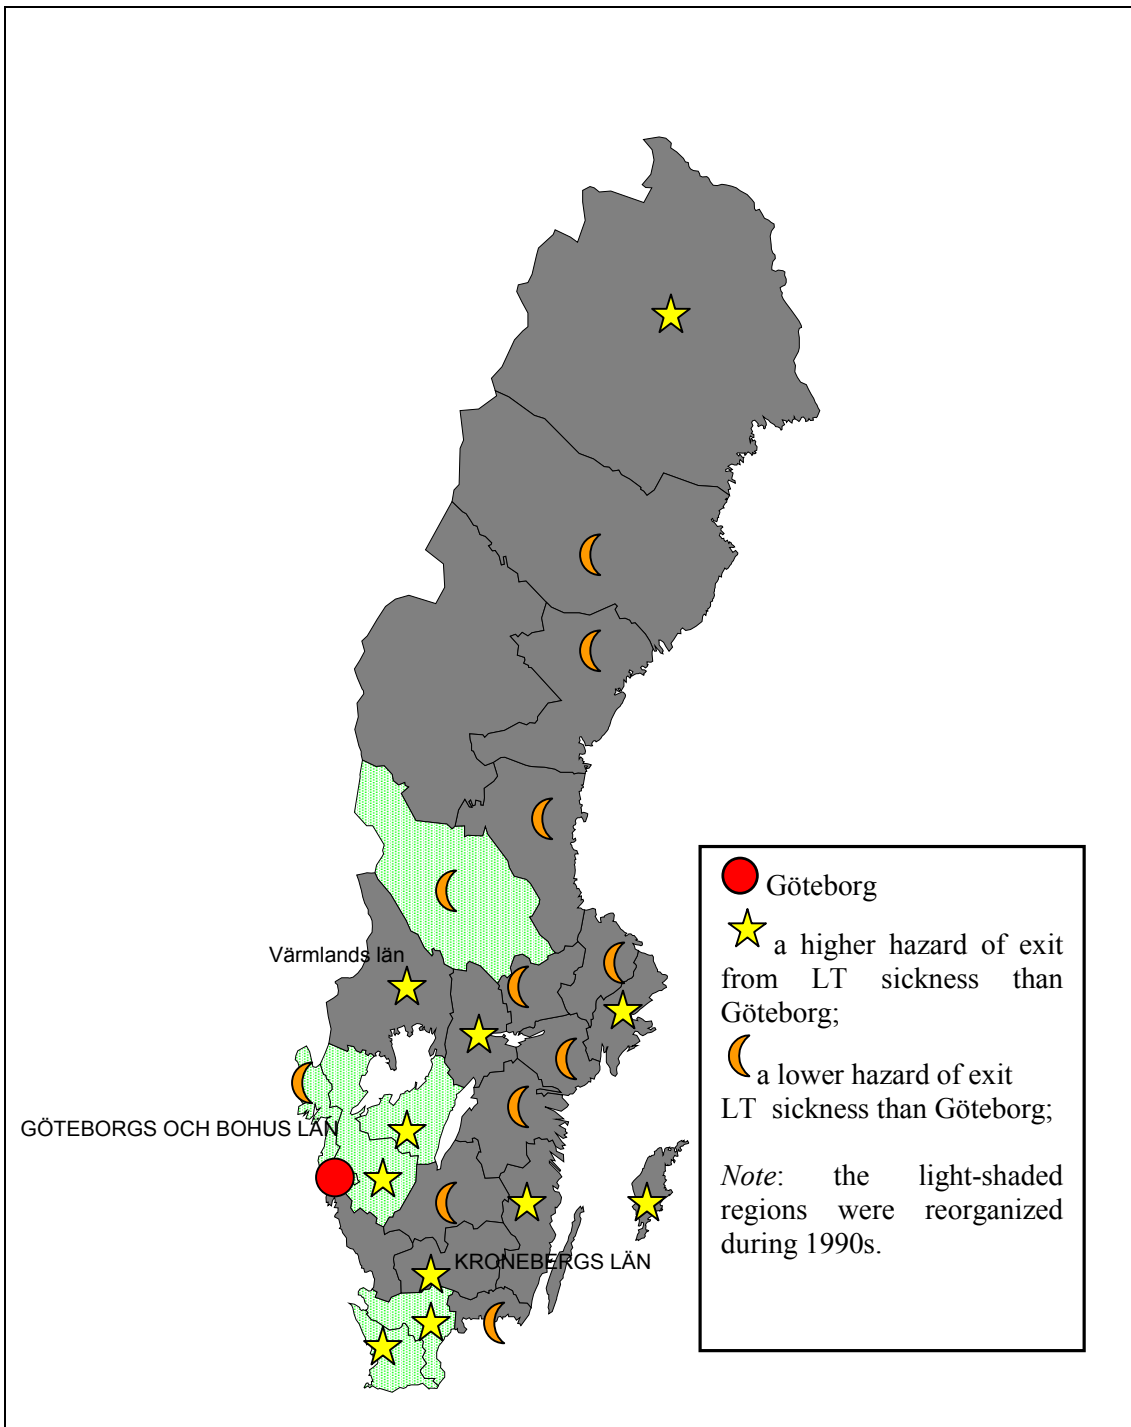 Värmlands län
GÖTEBORGS OCH BOHUS LÄN
KRONEBERGS LÄN
Göteborg
a higher hazard of exit
from LT sickness than
Göteborg;
a lower hazard of exit
LT sickness than Göteborg;
Note: the light-shaded
regions were reorganized
during 1990s.